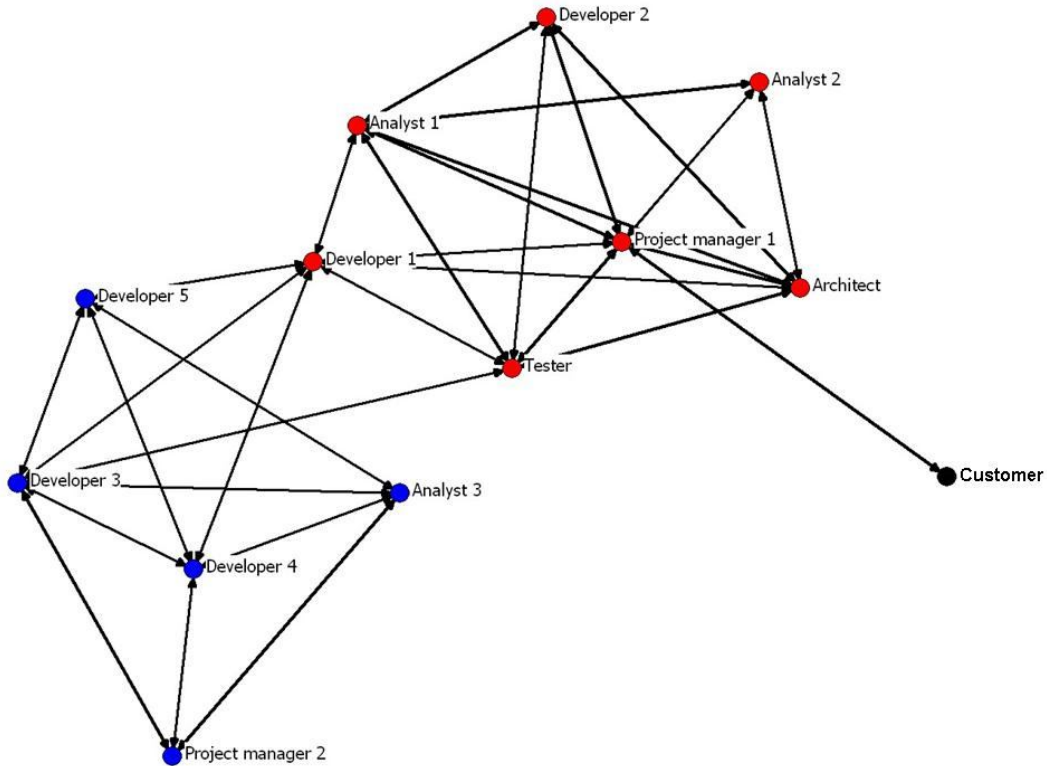 Developer 2
Analyst 2
Analyst 1
Project manager 1
Developer 1
Architect
Developer 5
Tester
Customer
Developer 3
Analyst 3
Developer 4
Project manager 2